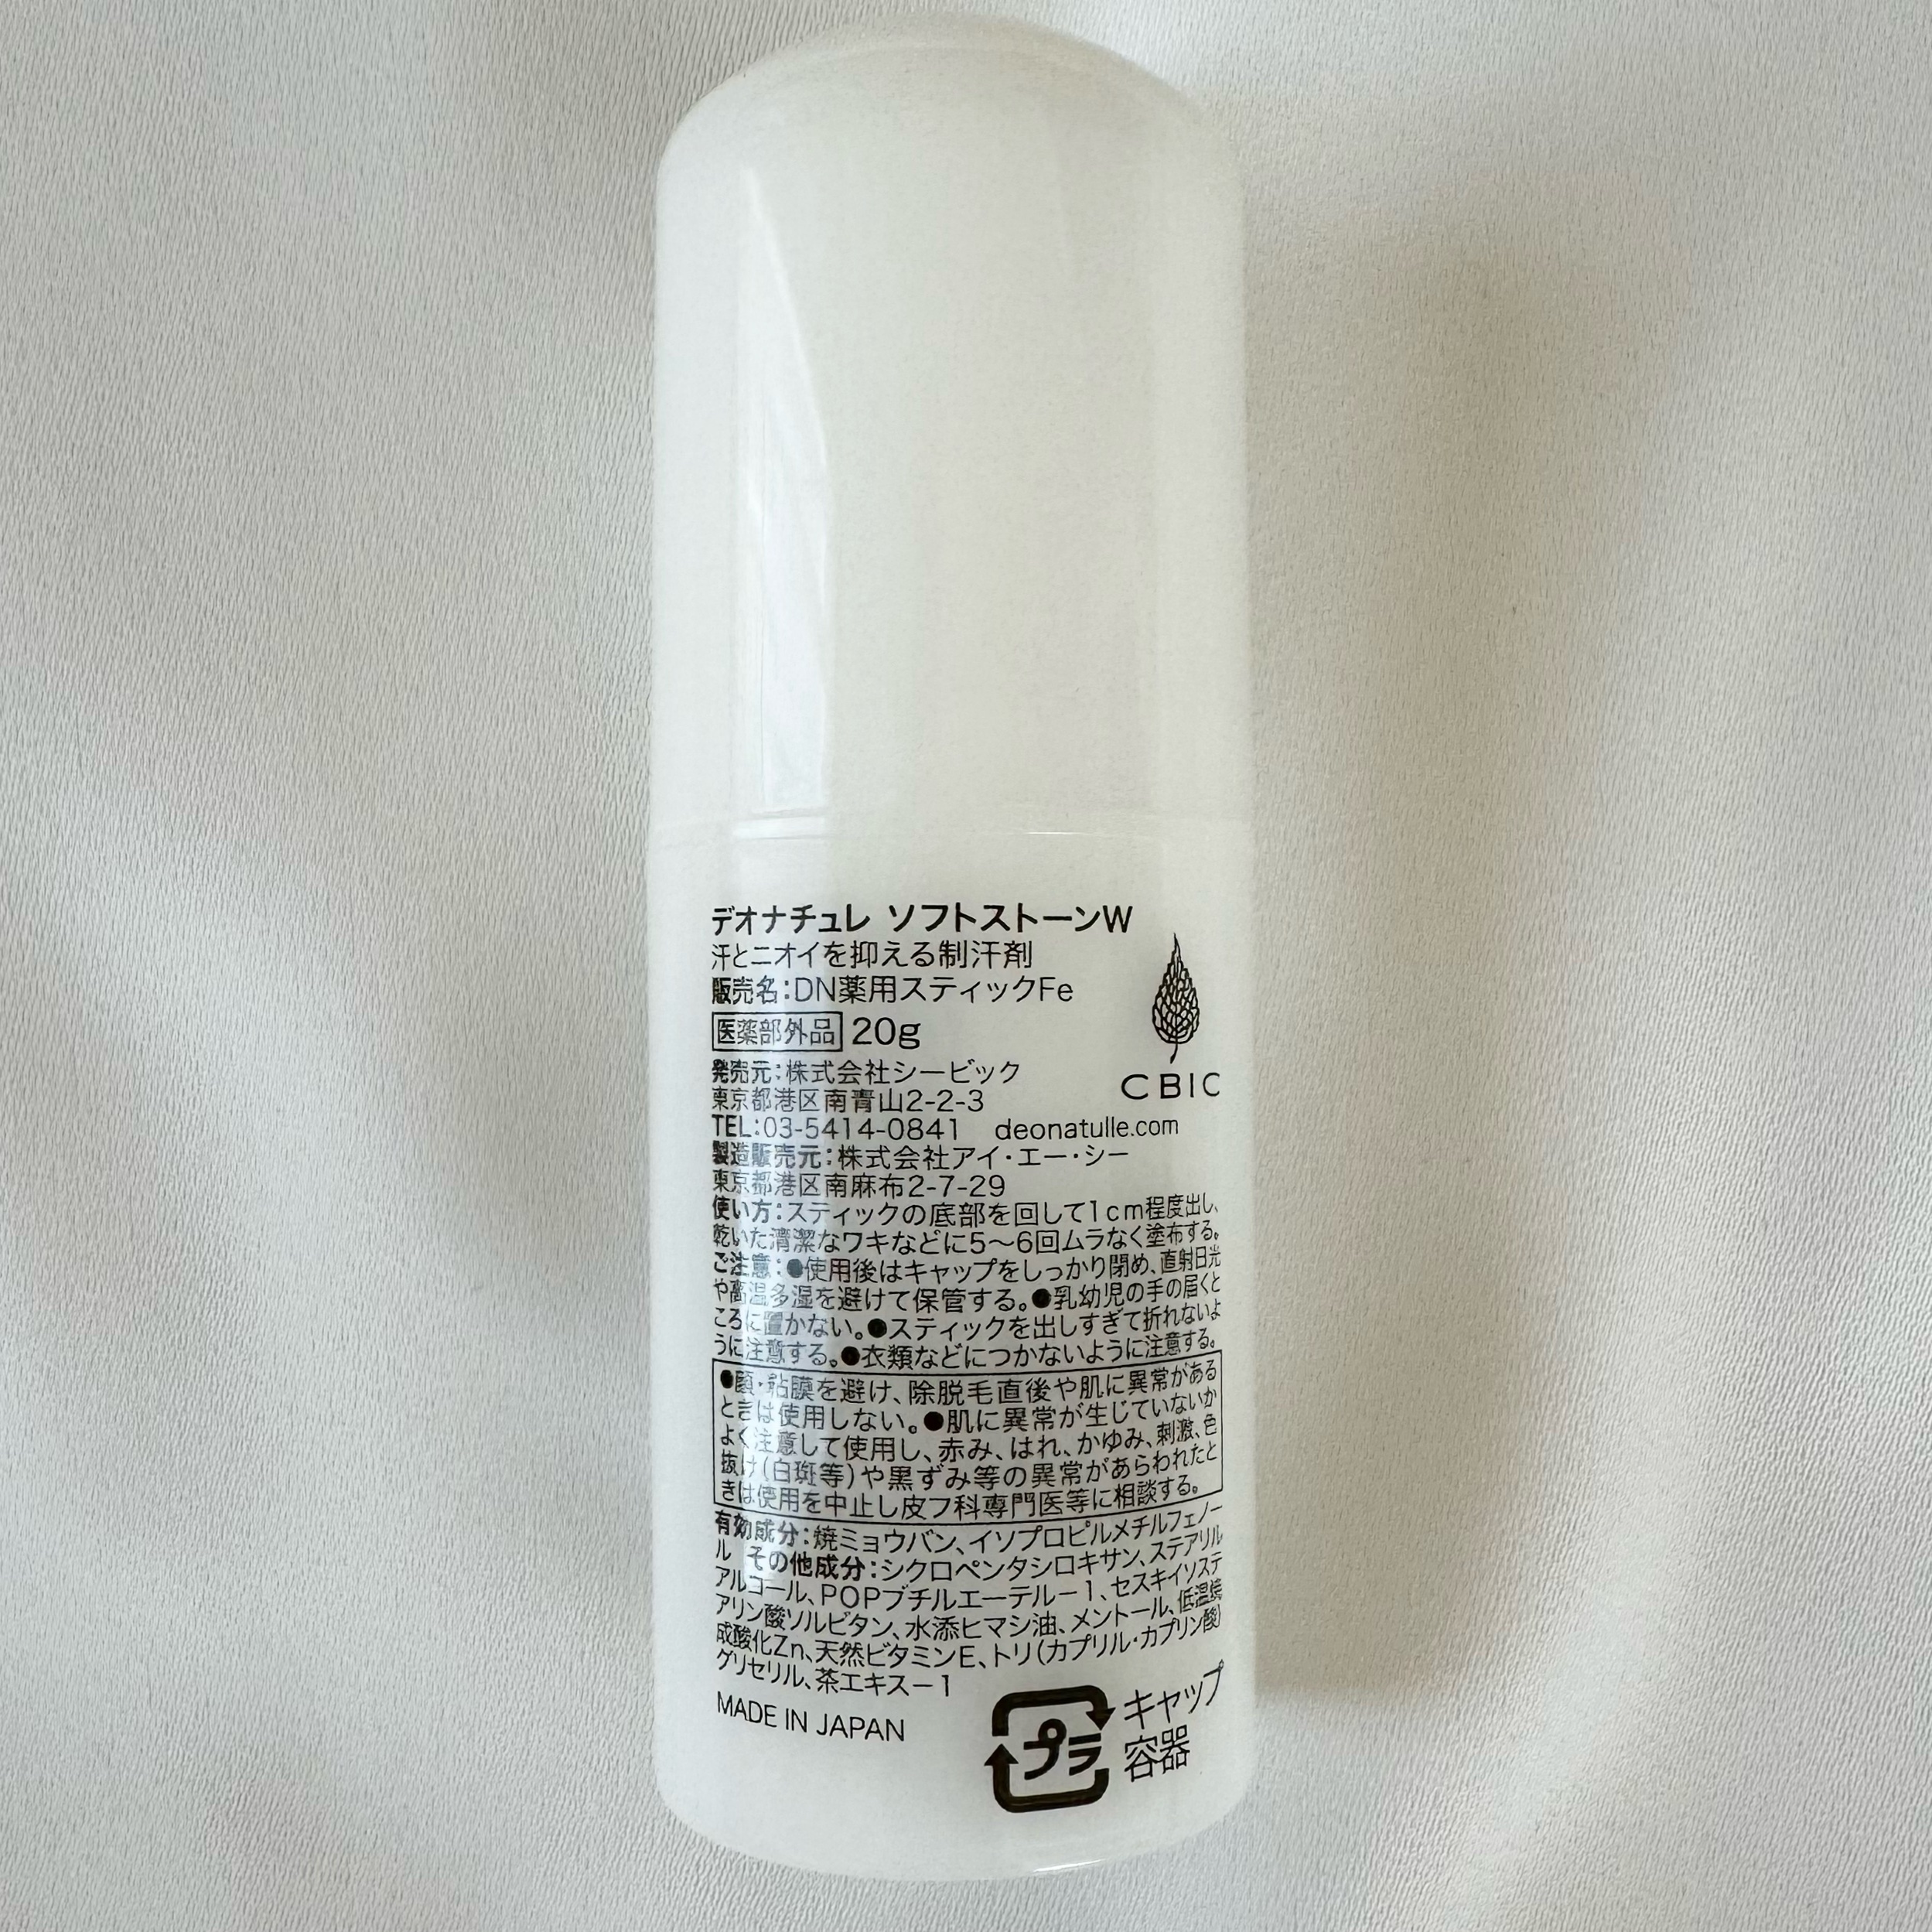 デオナチュレ ソフトストーンW
汗とニオイを抑える制汗剤
販売名:DN薬用スティックFe
医薬部外品 20g
CBIC
発売元:株式会社シービック
東京都港区南青山2-2-3
TEL:03-5414-0841 deonatulle.com
製造販売元:株式会社アイ・エー・シー
東京都港区南麻布2-7-29
使い方:スティックの底部を回して1cm程度出し、
乾いた清潔なワキなどに5〜6回ムラなく塗布する。
ご注意:●使用後はキャップをしっかり閉め、直射日光
や高温多湿を避けて保管する。●乳幼児の手の届くと
ころに置かない。●スティックを出しすぎて折れないよ
うに注意する。●衣類などにつかないように注意する。
●顔・粘膜を避け、除脱毛直後や肌に異常がある
ときは使用しない。●肌に異常が生じていないか
よく注意して使用し、赤み、はれ、かゆみ、刺激、色
抜け(白斑等)や黒ずみ等の異常があらわれたと
きは使用を中止し皮フ科専門医等に相談する。
有効成分:焼ミョウバン、イソプロピルメチルフェノー
ル その他成分:シクロペンタシロキサン、ステアリル
アルコール、POPブチルエーテル-1、セスキイソステ
アリン酸ソルビタン、水添ヒマシ油、メントール、低温焼
成酸化Zn、天然ビタミンE、トリ(カプリル・カプリン酸)
グリセリル、茶エキス-1
MADE IN JAPAN
プラ
キャップ
容器